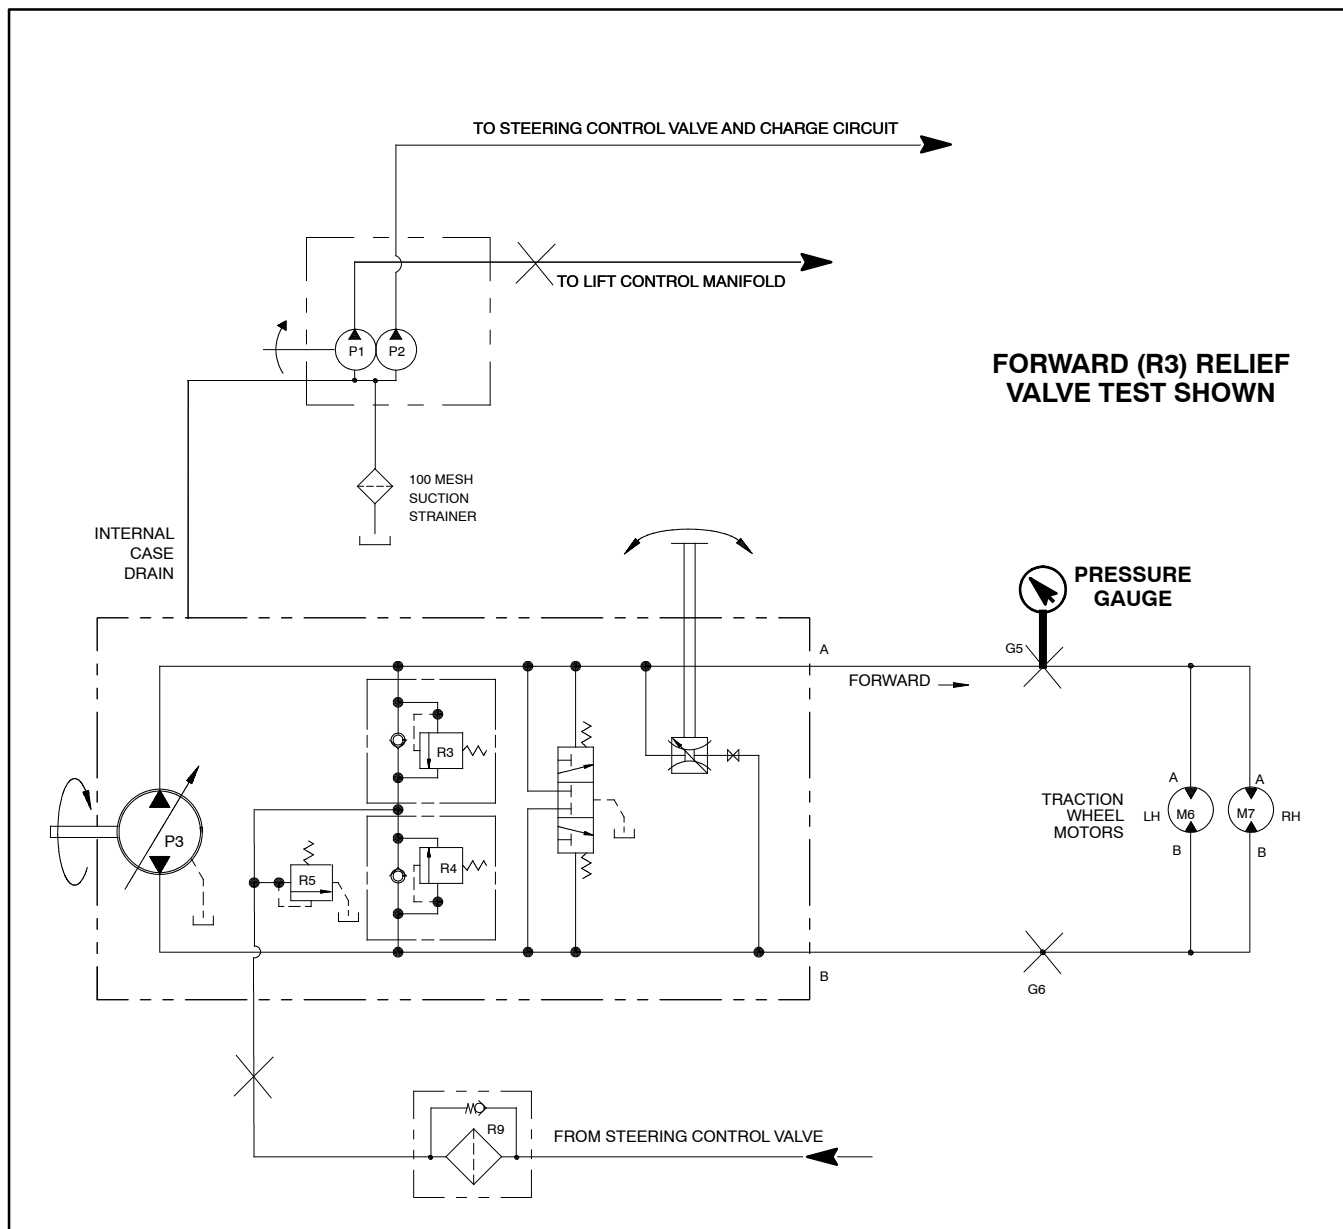 TO STEERING CONTROL VALVE AND CHARGE CIRCUIT
TO LIFT CONTROL MANIFOLD
P1
P2
FORWARD (R3) RELIEF
VALVE TEST SHOWN
100 MESH
SUCTION
STRAINER
INTERNAL
CASE
DRAIN
PRESSURE
GAUGE
G5
A
FORWARD
R3
P3
R5
R4
TRACTION
WHEEL
MOTORS
LH
A
M6
B
A
M7
B
RH
B
G6
R9
FROM STEERING CONTROL VALVE